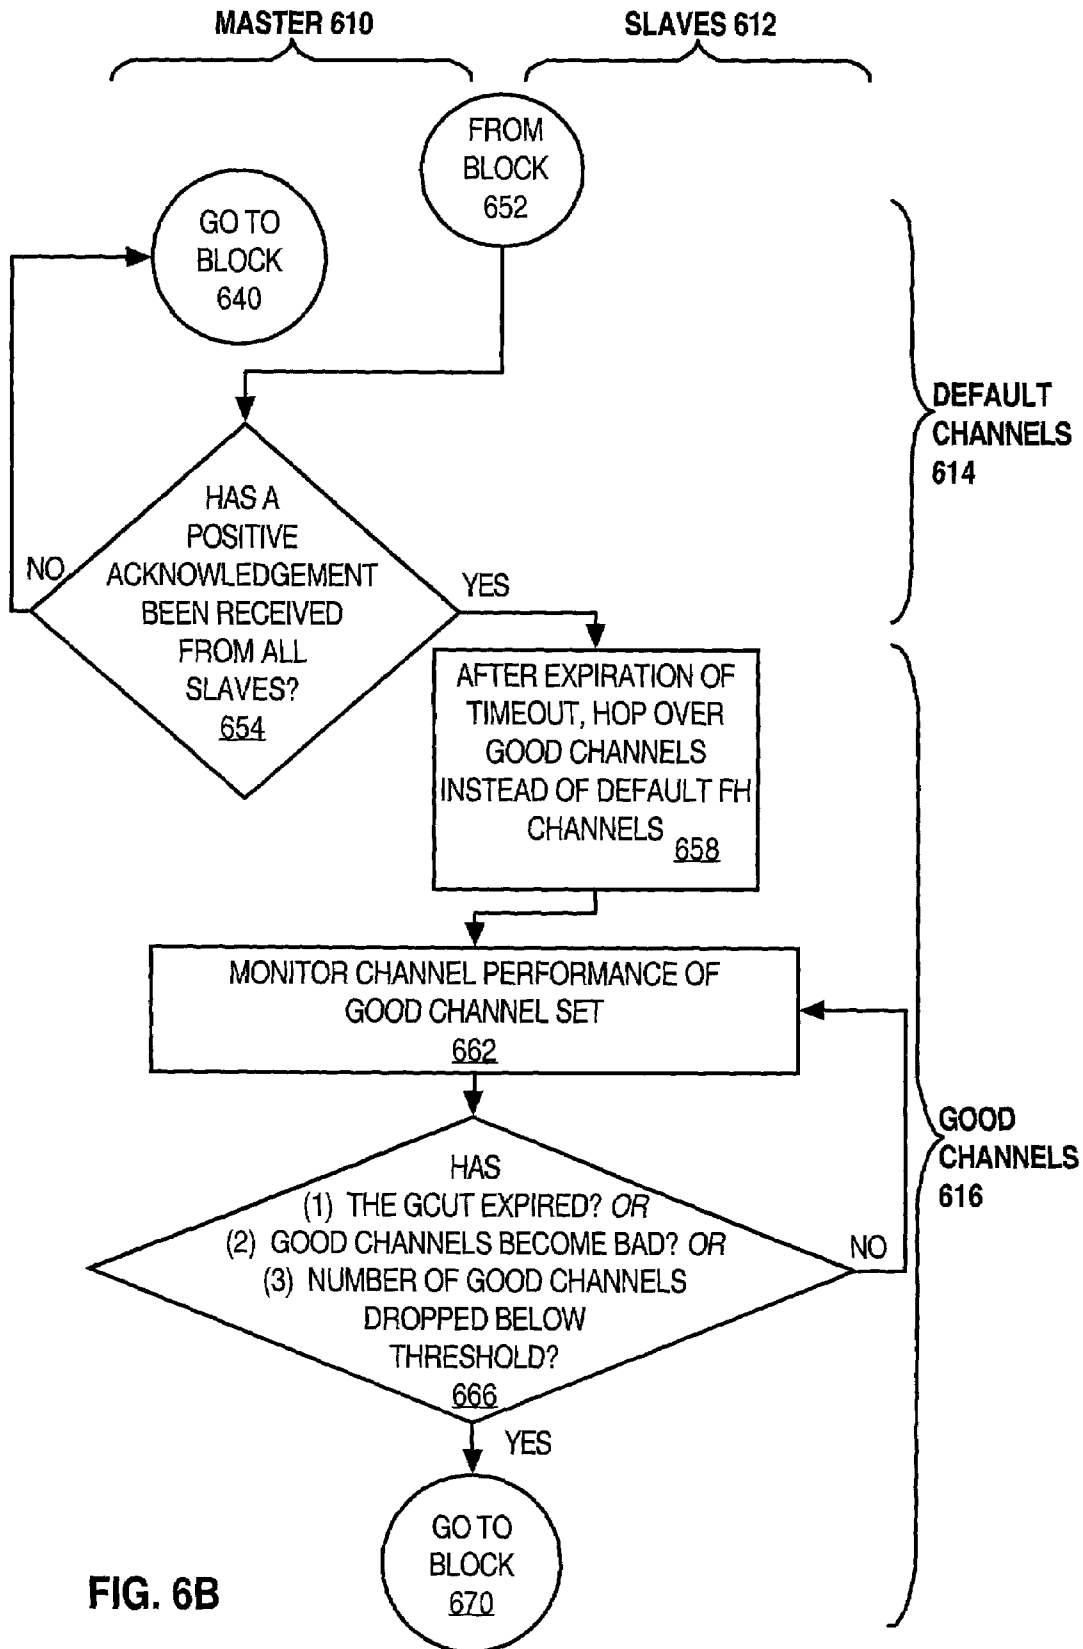 MASTER 610
SLAVES 612
FROM
BLOCK
652
GO TO
BLOCK
640
DEFAULT
CHANNELS
614
HAS A
POSITIVE
ACKNOWLEDGEMENT
BEEN RECEIVED
FROM ALL
SLAVES?
654
NO
YES
AFTER EXPIRATION OF
TIMEOUT, HOP OVER
GOOD CHANNELS
INSTEAD OF DEFAULT FH
CHANNELS
658
MONITOR CHANNEL PERFORMANCE OF
GOOD CHANNEL SET
662
GOOD
CHANNELS
616
HAS
(1) THE GCUT EXPIRED? OR
(2) GOOD CHANNELS BECOME BAD? OR
(3) NUMBER OF GOOD CHANNELS
DROPPED BELOW
THRESHOLD?
666
NO
YES
GO TO
BLOCK
670
FIG. 6B